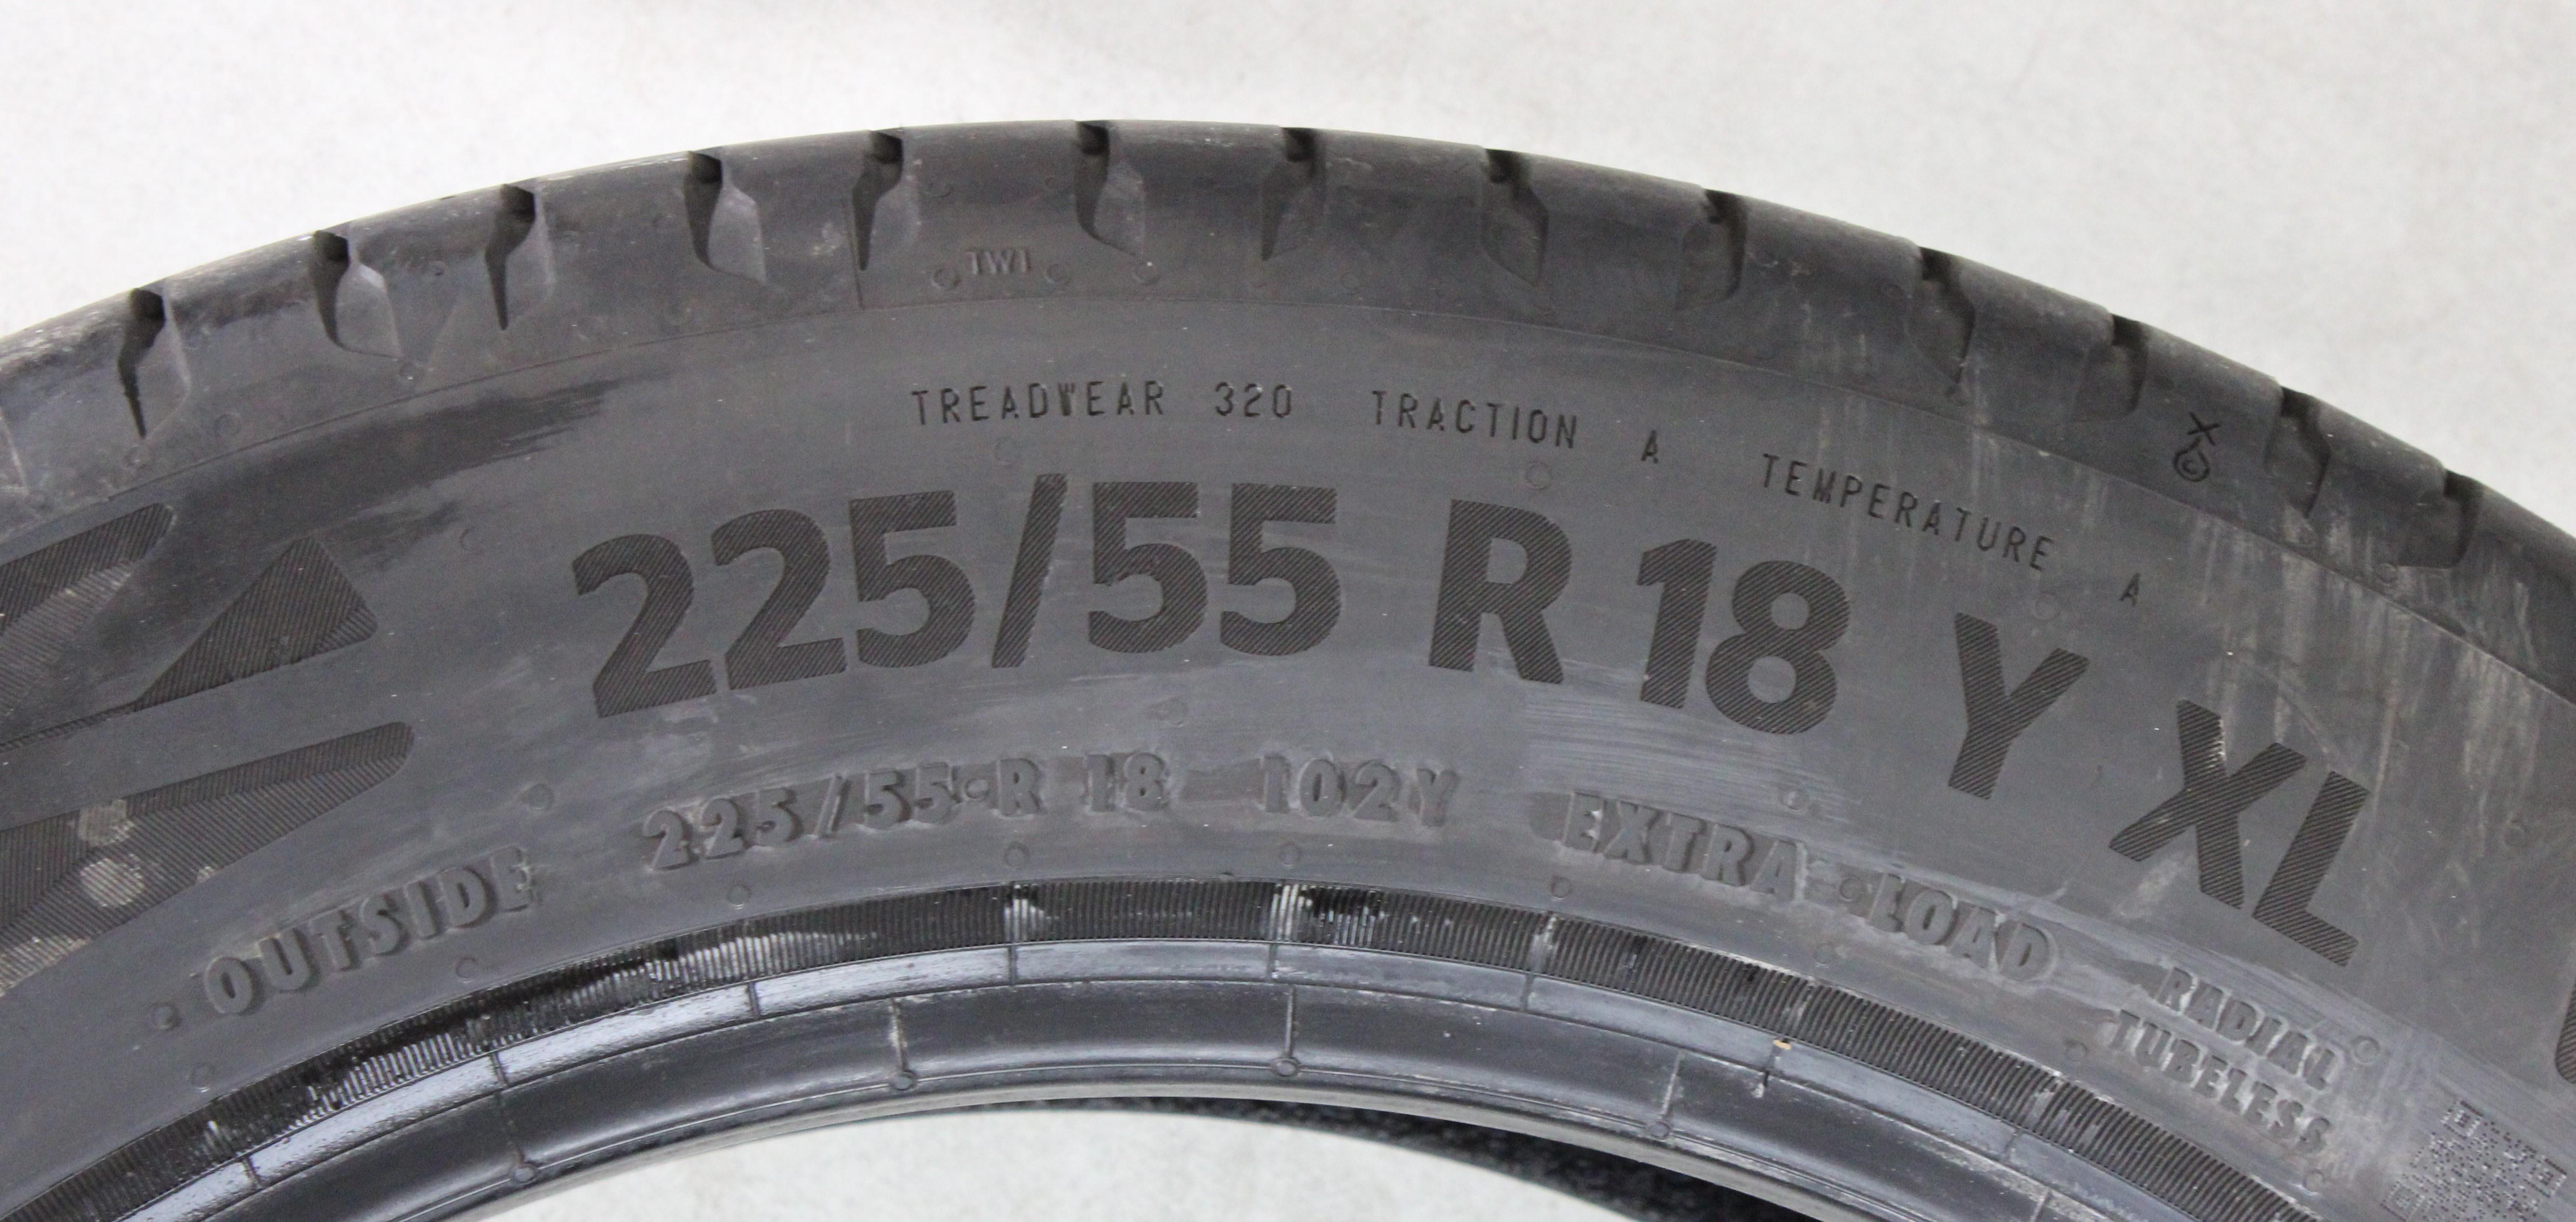 TWI
TREADWEAR 320 TRACTION A TEMPERATURE A
225/55 R 18 Y XL
OUTSIDE 225/55 R 18 102Y EXTRA LOAD RADIAL
TUBELESS